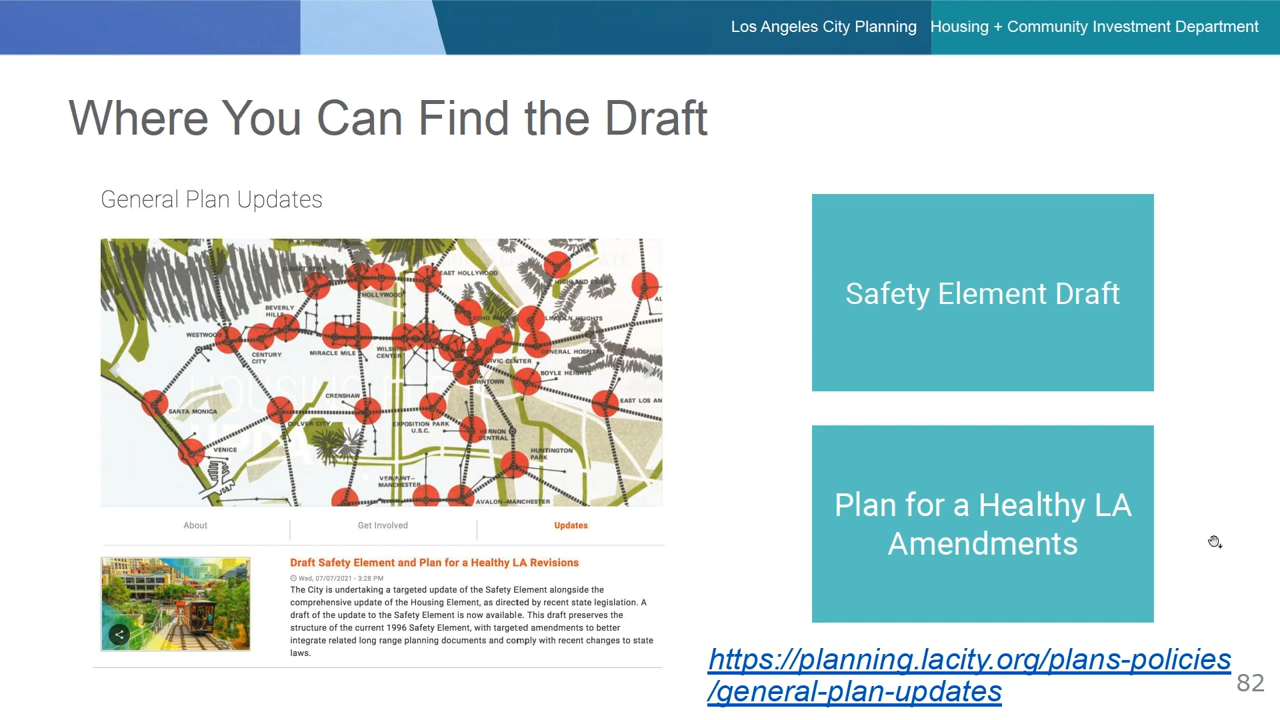 Los Angeles City Planning
Housing + Community Investment Department
Where You Can Find the Draft
General Plan Updates
EAST HOLLYWOOD
HOLLYWOOD
HIGHLAND PARK
BEVERLY
HILLS
ECHO PARK
LINCOLN HEIGHTS
WESTWOOD
CENTURY
CITY
MIRACLE MILE
WILSHIRE
CENTER
CIVIC CENTER
GENERAL HOSPITAL
BOYLE HEIGHTS
DOWNTOWN
CRENSHAW
EAST LOS AN
SANTA MONICA
CULVER CITY
EXPOSITION PARK
U.S.C.
VERNON
CENTRAL
VENICE
HUNTINGTON
PARK
VERMONT–
MANCHESTER
AVALON–MANCHESTER
About
Get Involved
Updates
Draft Safety Element and Plan for a Healthy LA Revisions
Wed, 07/07/2021 - 3:28 PM
The City is undertaking a targeted update of the Safety Element alongside the
comprehensive update of the Housing Element, as directed by recent state legislation. A
draft of the update to the Safety Element is now available. This draft preserves the
structure of the current 1996 Safety Element, with targeted amendments to better
integrate related long range planning documents and comply with recent changes to state
laws.
Safety Element Draft
Plan for a Healthy LA
Amendments
https://planning.lacity.org/plans-policies
/general-plan-updates
82